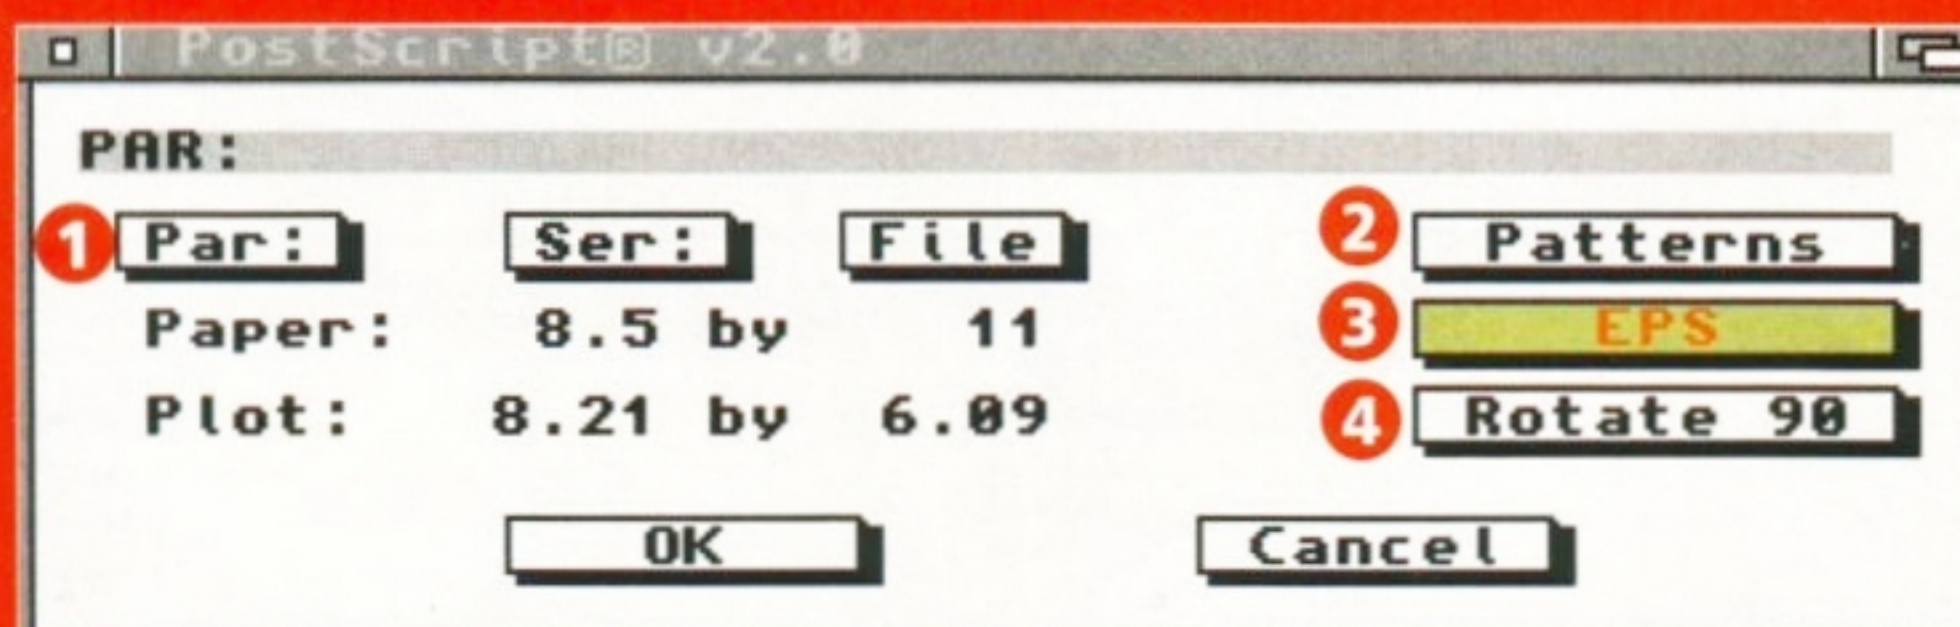 PostScript® v2.0
PAR:
1 Par: Ser: File 2 Patterns
Paper: 8.5 by 11 3 EPS
Plot: 8.21 by 6.09 4 Rotate 90
OK Cancel